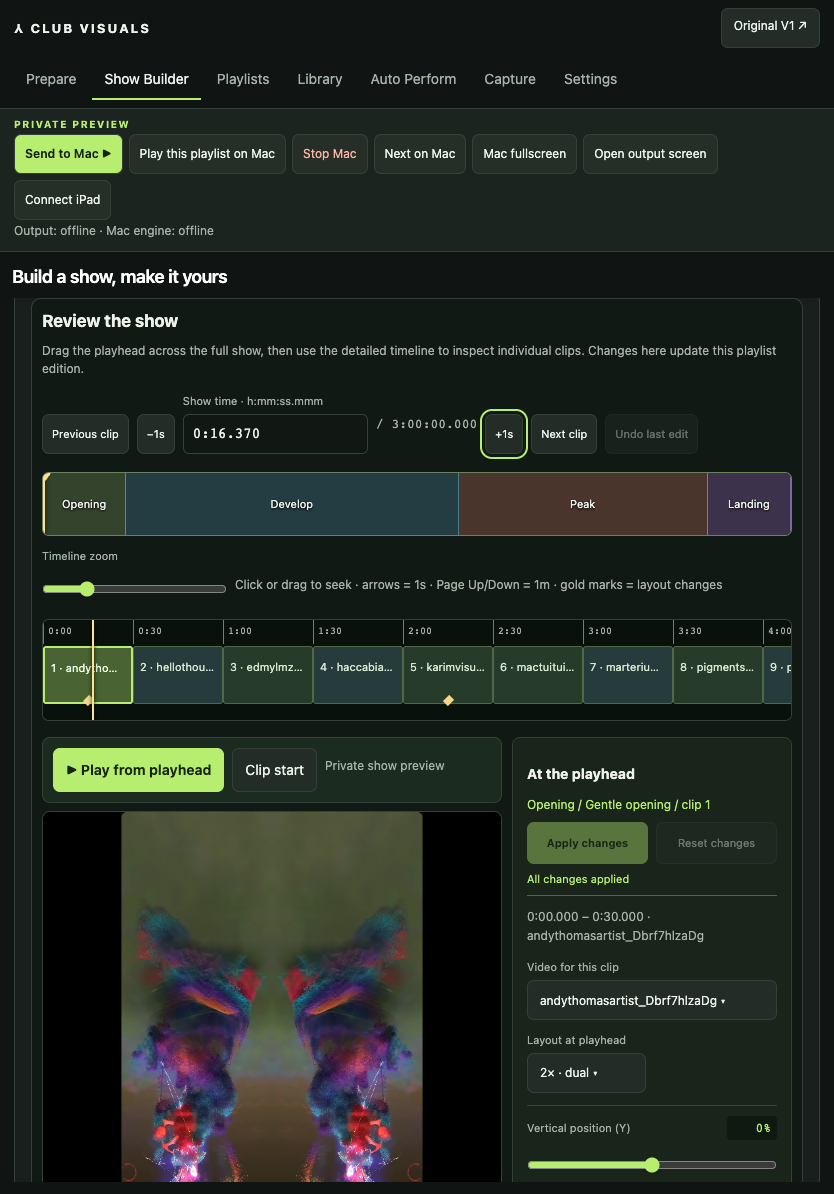 ⅄ CLUB VISUALS
Original V1 ↗
Prepare Show Builder Playlists Library Auto Perform Capture Settings
PRIVATE PREVIEW
Send to Mac ▶ Play this playlist on Mac Stop Mac Next on Mac Mac fullscreen Open output screen
Connect iPad
Output: offline · Mac engine: offline
Build a show, make it yours
Review the show
Drag the playhead across the full show, then use the detailed timeline to inspect individual clips. Changes here update this playlist
edition.
Show time · h:mm:ss.mmm
Previous clip −1s 0:16.370 / 3:00:00.000 +1s Next clip Undo last edit
Opening Develop Peak Landing
Timeline zoom
Click or drag to seek · arrows = 1s · Page Up/Down = 1m · gold marks = layout changes
0:00 0:30 1:00 1:30 2:00 2:30 3:00 3:30 4:00
1 · andytho... 2 · hellothou... 3 · edmylmz... 4 · haccabia... 5 · karimvisu... 6 · mactuitui... 7 · marteriu... 8 · pigments... 9 · p
▶ Play from playhead Clip start Private show preview
At the playhead
Opening / Gentle opening / clip 1
Apply changes Reset changes
All changes applied
0:00.000 – 0:30.000 ·
andythomasartist_Dbrf7hlzaDg
Video for this clip
andythomasartist_Dbrf7hlzaDg ▾
Layout at playhead
2× · dual ▾
Vertical position (Y) 0%